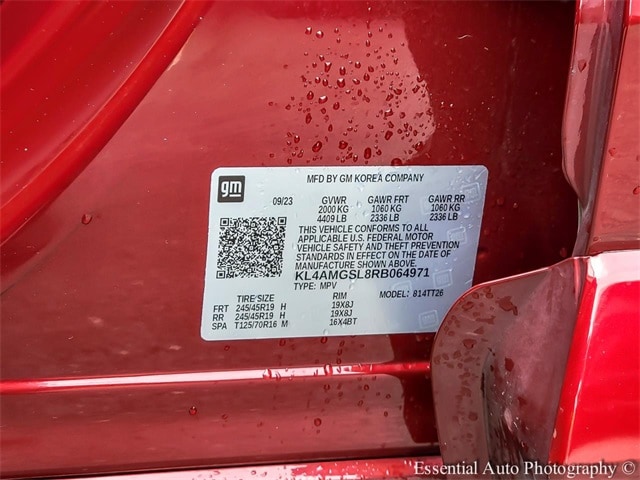 gm
MFD BY GM KOREA COMPANY
09/23 GVWR GAWR FRT GAWR RR
2000 KG 1060 KG 1060 KG
4409 LB 2336 LB 2336 LB
THIS VEHICLE CONFORMS TO ALL
APPLICABLE U.S. FEDERAL MOTOR
VEHICLE SAFETY AND THEFT PREVENTION
STANDARDS IN EFFECT ON THE DATE OF
MANUFACTURE SHOWN ABOVE.
KL4AMGSL8RB064971
TYPE: MPV MODEL: 814TT26
TIRE SIZE RIM
FRT 245/45R19 H 19X8J
RR 245/45R19 H 19X8J
SPA T125/70R16 M 16X4BT
Essential Auto Photography ©